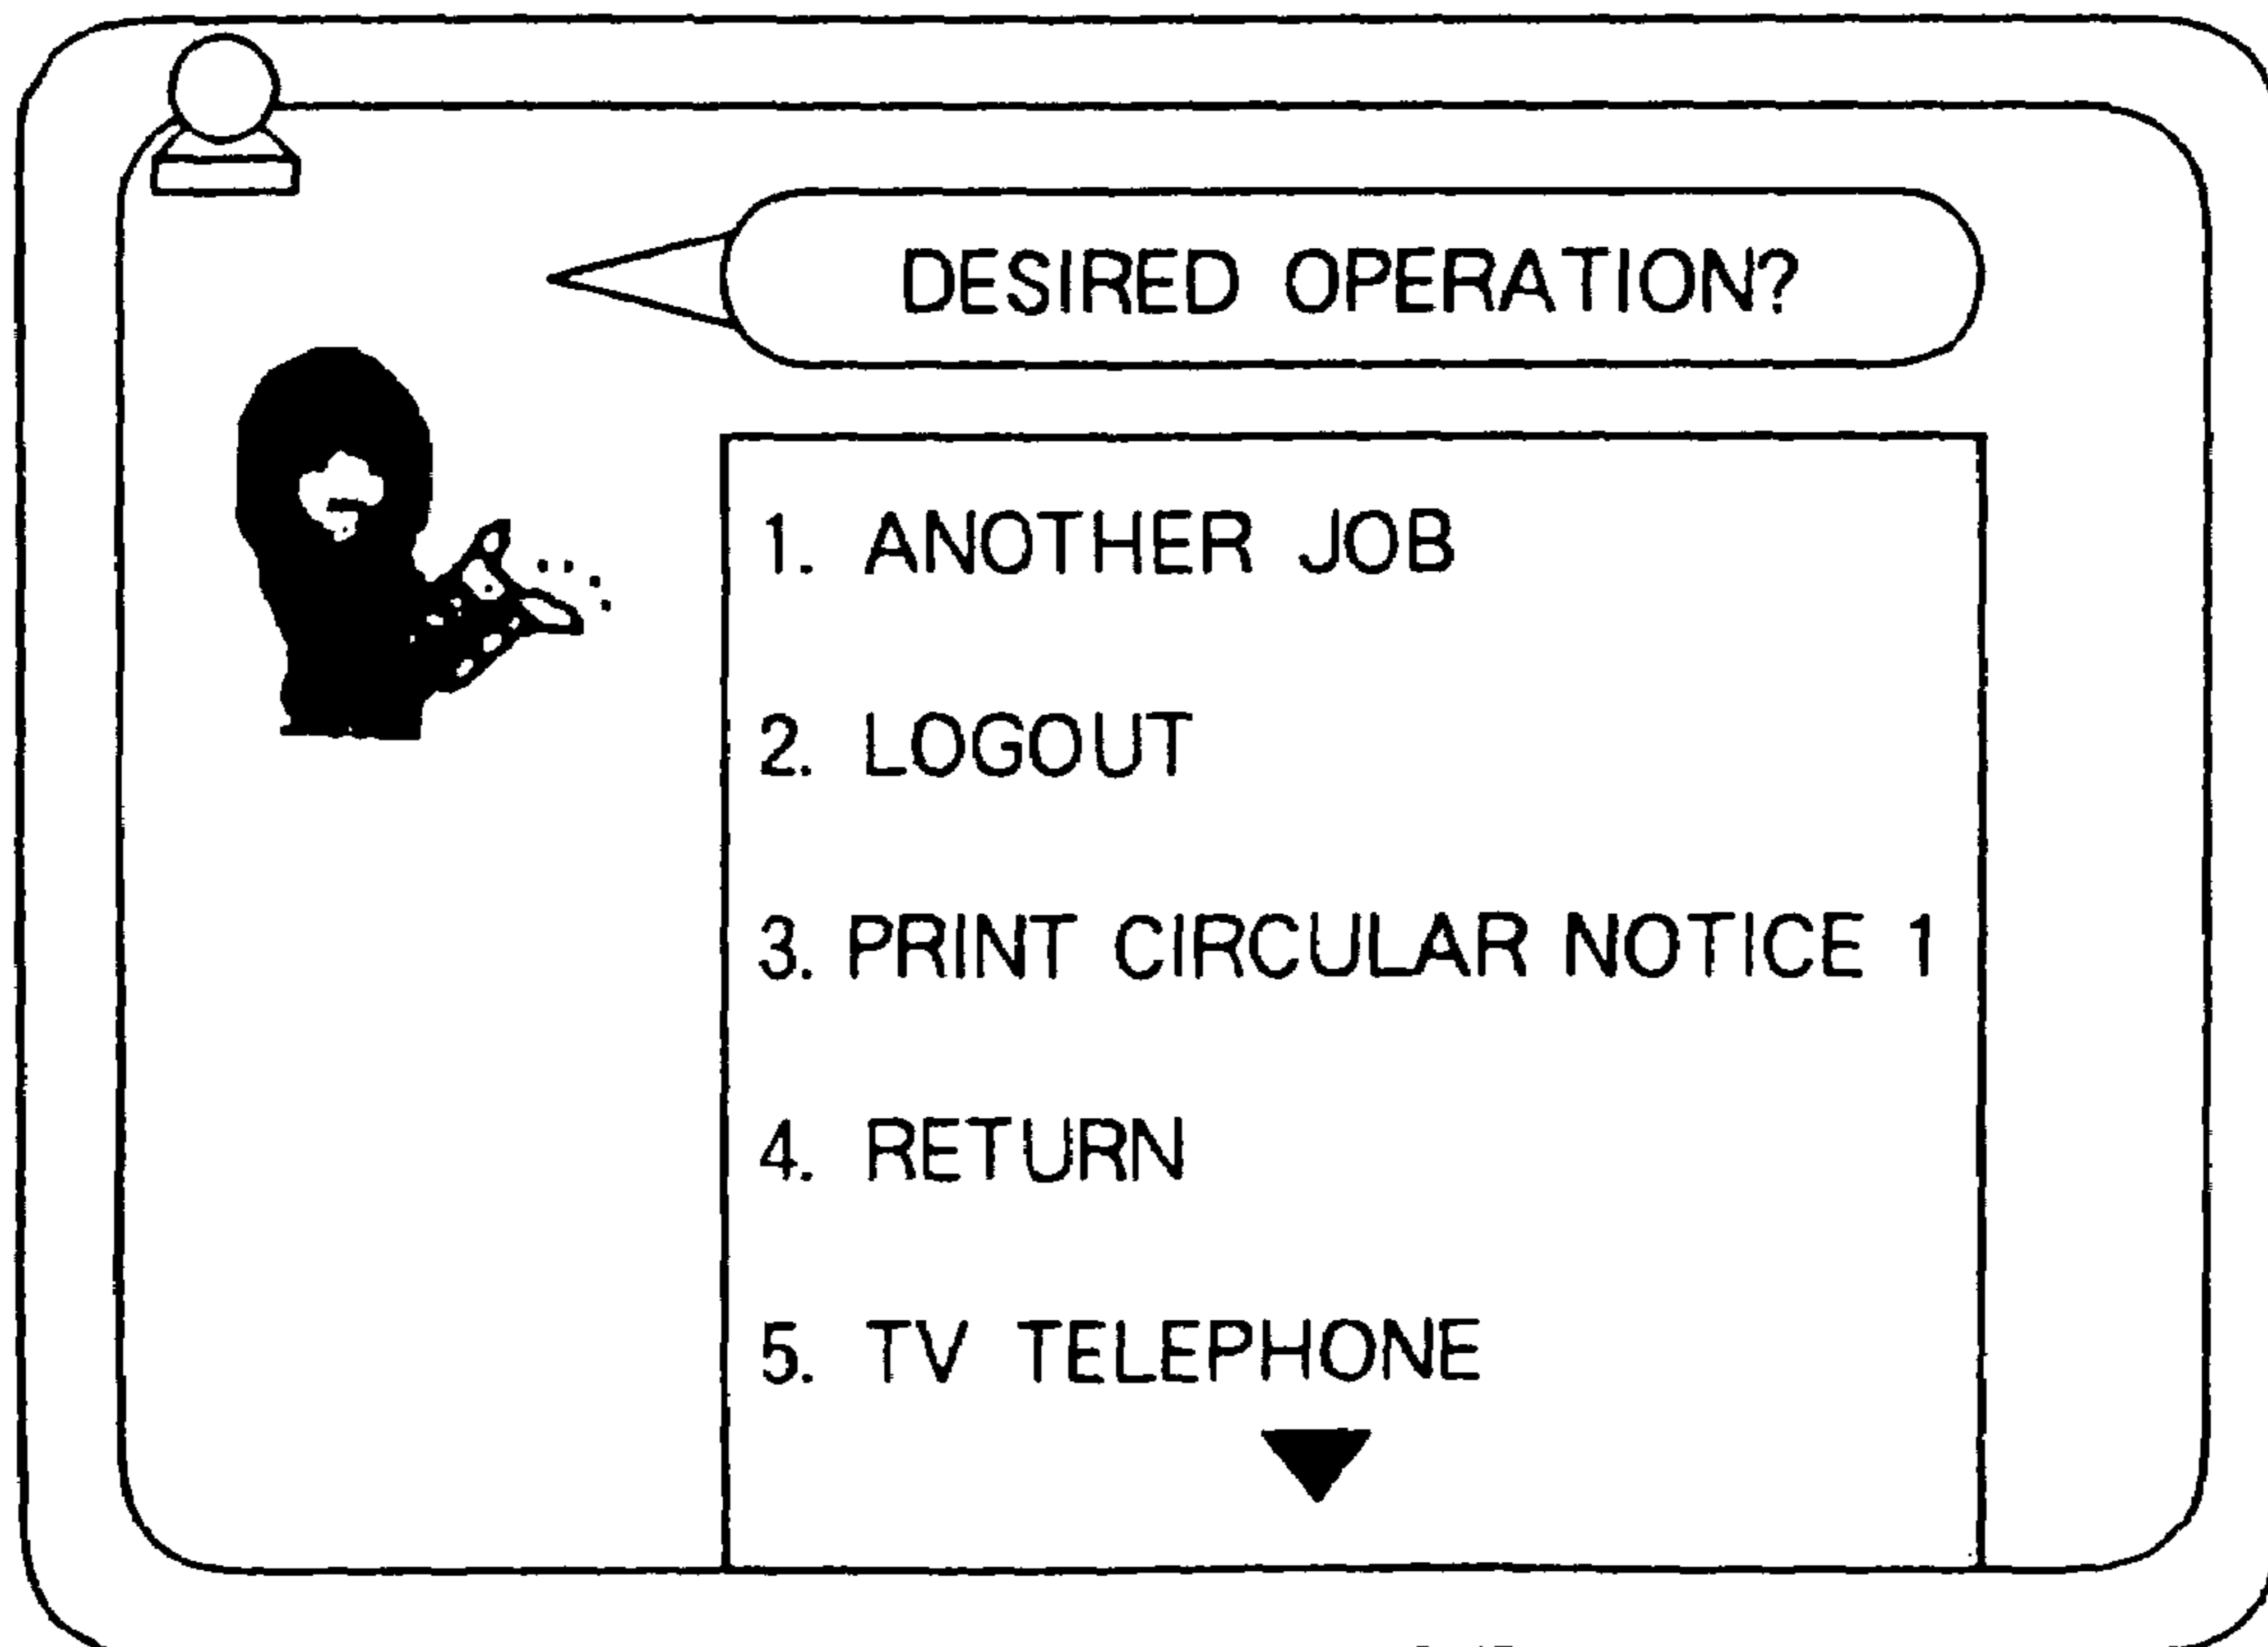 DESIRED OPERATION?
1. ANOTHER JOB
2. LOGOUT
3. PRINT CIRCULAR NOTICE 1
4. RETURN
5. TV TELEPHONE